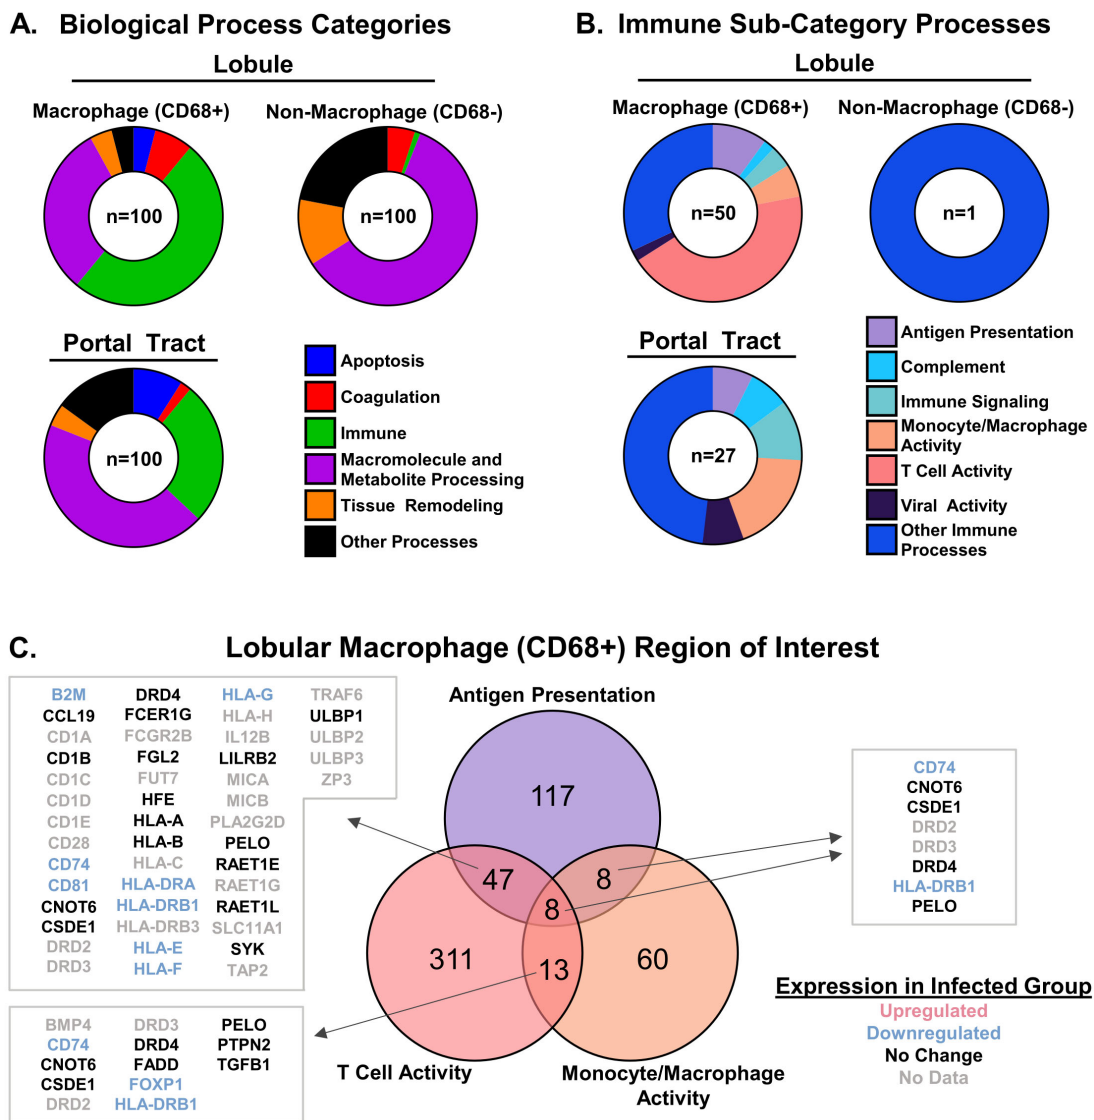 A. Biological Process Categories
Lobule
Macrophage (CD68+)
Non-Macrophage (CD68-)
n=100
n=100
Portal Tract
n=100
Apoptosis
Coagulation
Immune
Macromolecule and
Metabolite Processing
Tissue Remodeling
Other Processes
B. Immune Sub-Category Processes
Lobule
Macrophage (CD68+)
Non-Macrophage (CD68-)
n=50
n=1
Portal Tract
n=27
Antigen Presentation
Complement
Immune Signaling
Monocyte/Macrophage
Activity
T Cell Activity
Viral Activity
Other Immune
Processes
C. Lobular Macrophage (CD68+) Region of Interest
B2M DRD4 HLA-G TRAF6
CCL19 FCER1G HLA-H ULBP1
CD1A FCGR2B IL12B ULBP2
CD1B FGL2 LILRB2 ULBP3
CD1C FUT7 MICA ZP3
CD1D HFE MICB
CD1E HLA-A PLA2G2D
CD28 HLA-B PELO
CD74 HLA-C RAET1E
CD81 HLA-DRA RAET1G
CNOT6 HLA-DRB1 RAET1L
CSDE1 HLA-DRB3 SLC11A1
DRD2 HLA-E SYK
DRD3 HLA-F TAP2
BMP4 DRD3 PELO
CD74 DRD4 PTPN2
CNOT6 FADD TGFB1
CSDE1 FOXP1
DRD2 HLA-DRB1
Antigen Presentation
117
47
8
8
311
13
60
T Cell Activity
Monocyte/Macrophage
Activity
CD74
CNOT6
CSDE1
DRD2
DRD3
DRD4
HLA-DRB1
PELO
Expression in Infected Group
Upregulated
Downregulated
No Change
No Data